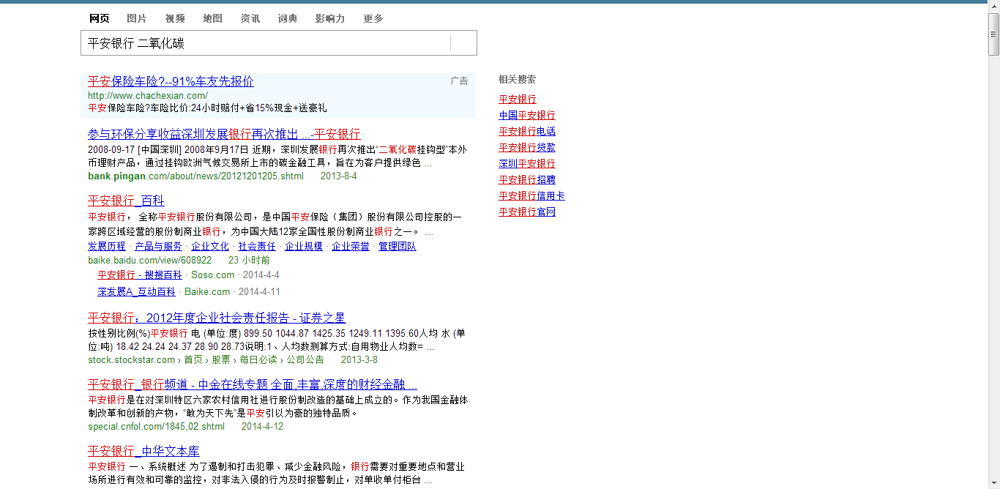 网页 图片 视频 地图 资讯 词典 影响力 更多
平安银行 二氧化碳
平安保险车险?--91%车友先报价 广告
http://www.chachexian.com/
平安保险车险?车险比价:24小时赔付+省15%现金+送豪礼
参与环保分享收益深圳发展银行再次推出 ...-平安银行
2008-09-17 [中国深圳] 2008年9月17日 近期，深圳发展银行再次推出“二氧化碳挂钩型”本外
币理财产品，通过挂钩欧洲气候交易所上市的碳金融工具，旨在为客户提供绿色 ...
bank.pingan.com/about/news/20121201205.shtml 2013-8-4
平安银行_百科
平安银行， 全称平安银行股份有限公司，是中国平安保险（集团）股份有限公司控股的一
家跨区域经营的股份制商业银行，为中国大陆12家全国性股份制商业银行之一。 ...
发展历程 · 产品与服务 · 企业文化 · 社会责任 · 企业规模 · 企业荣誉 · 管理团队
baike.baidu.com/view/608922 23 小时前
平安银行 - 搜搜百科 · Soso.com · 2014-4-4
深发展A_互动百科 · Baike.com · 2014-4-11
平安银行：2012年度企业社会责任报告 - 证券之星
按性别比例(%)平安银行 电 (单位:度) 899.50 1044.87 1425.35 1249.11 1395.60人均 水 (单
位:吨) 18.42 24.24 24.37 28.90 28.73说明:1、人均数测算方式:自用物业人均数= ...
stock.stockstar.com › 首页 › 股票 › 每日必读 › 公司公告 2013-3-8
平安银行_银行频道 - 中金在线专题 全面,丰富,深度的财经金融 ...
平安银行是在对深圳特区六家农村信用社进行股份制改造的基础上成立的。作为我国金融体
制改革和创新的产物，“敢为天下先”是平安引以为豪的独特品质。
special.cnfol.com/1845,02.shtml 2014-4-12
平安银行_中华文本库
平安银行 一、系统概述 为了遏制和打击犯罪、减少金融风险，银行需要对重要地点和营业
场所进行有效和可靠的监控，对非法入侵的行为及时报警制止，对单收单付柜台 ...
相关搜索
平安银行
中国平安银行
平安银行电话
平安银行贷款
深圳平安银行
平安银行招聘
平安银行信用卡
平安银行官网